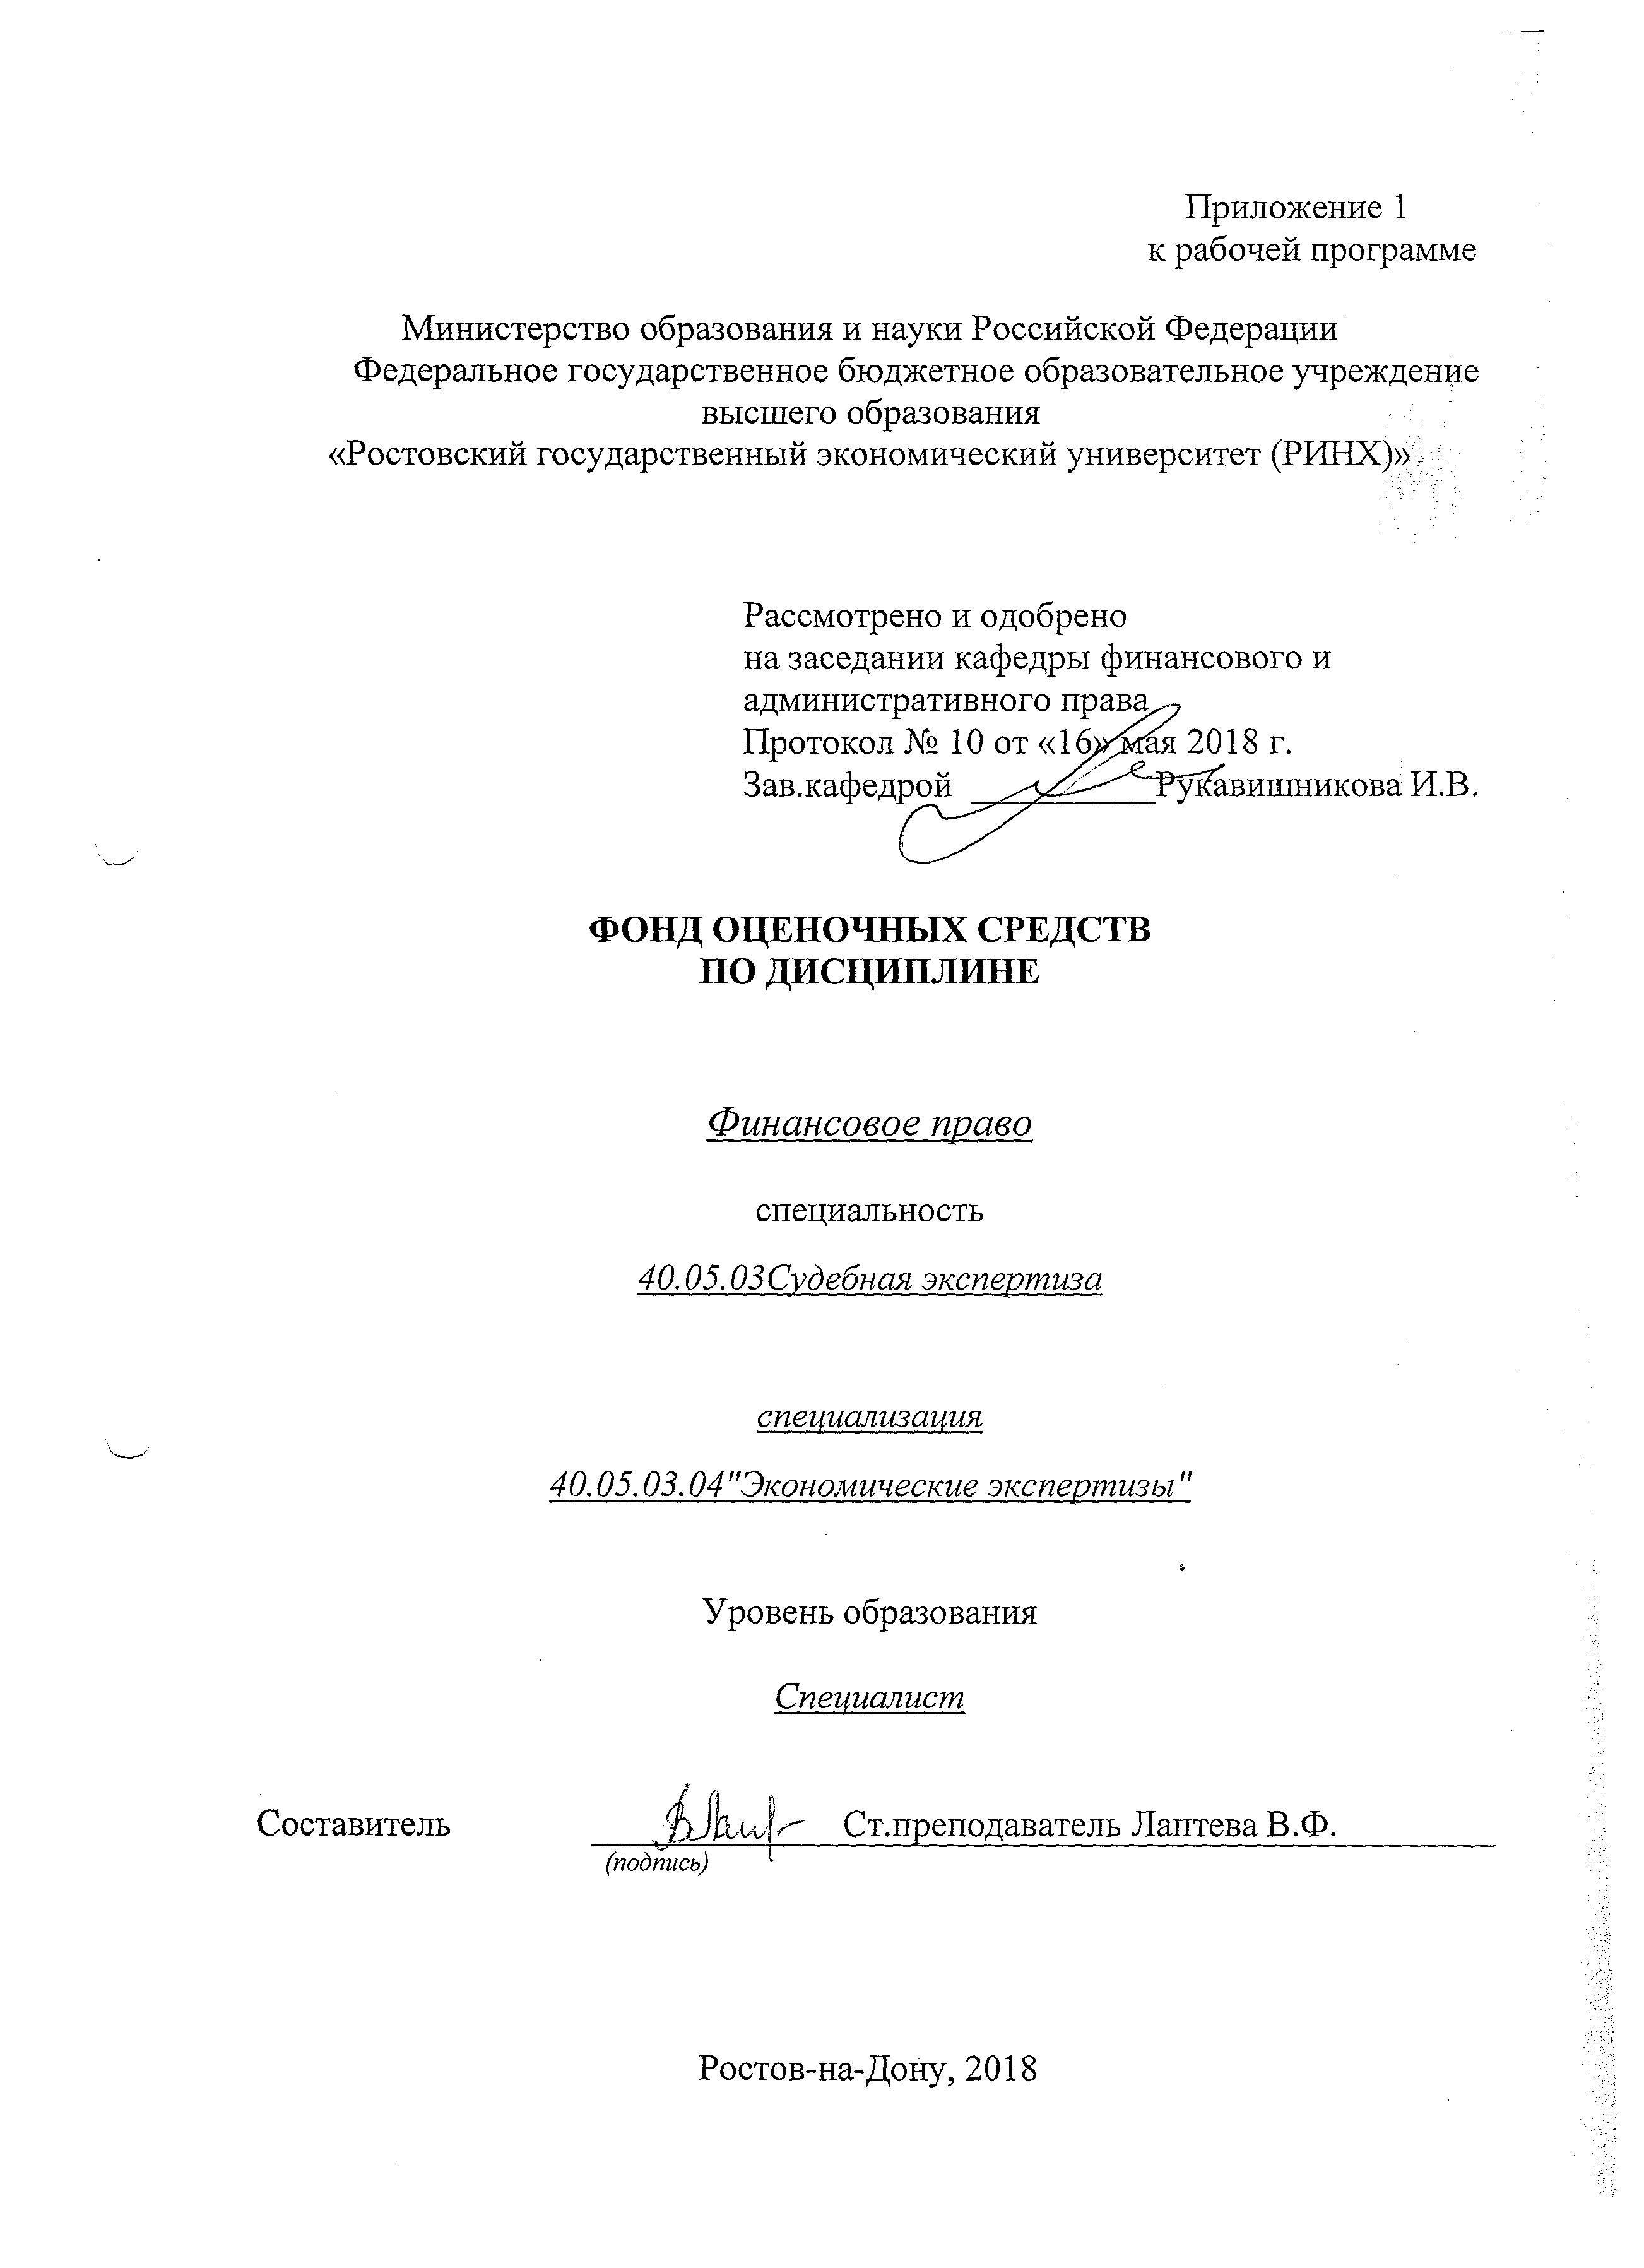 Приложение 1
к рабочей программе
Министерство образования и науки Российской Федерации
Федеральное государственное бюджетное образовательное учреждение
высшего образования
«Ростовский государственный экономический университет (РИНХ)»
Рассмотрено и одобрено
на заседании кафедры финансового и
административного права
Протокол № 10 от «16» мая 2018 г.
Зав.кафедрой ___________Рукавишникова И.В.
ФОНД ОЦЕНОЧНЫХ СРЕДСТВ
ПО ДИСЦИПЛИНЕ
Финансовое право
специальность
40.05.03Судебная экспертиза
специализация
40.05.03.04"Экономические экспертизы"
Уровень образования
Специалист
Составитель Ст.преподаватель Лаптева В.Ф.
(подпись)
Ростов-на-Дону, 2018